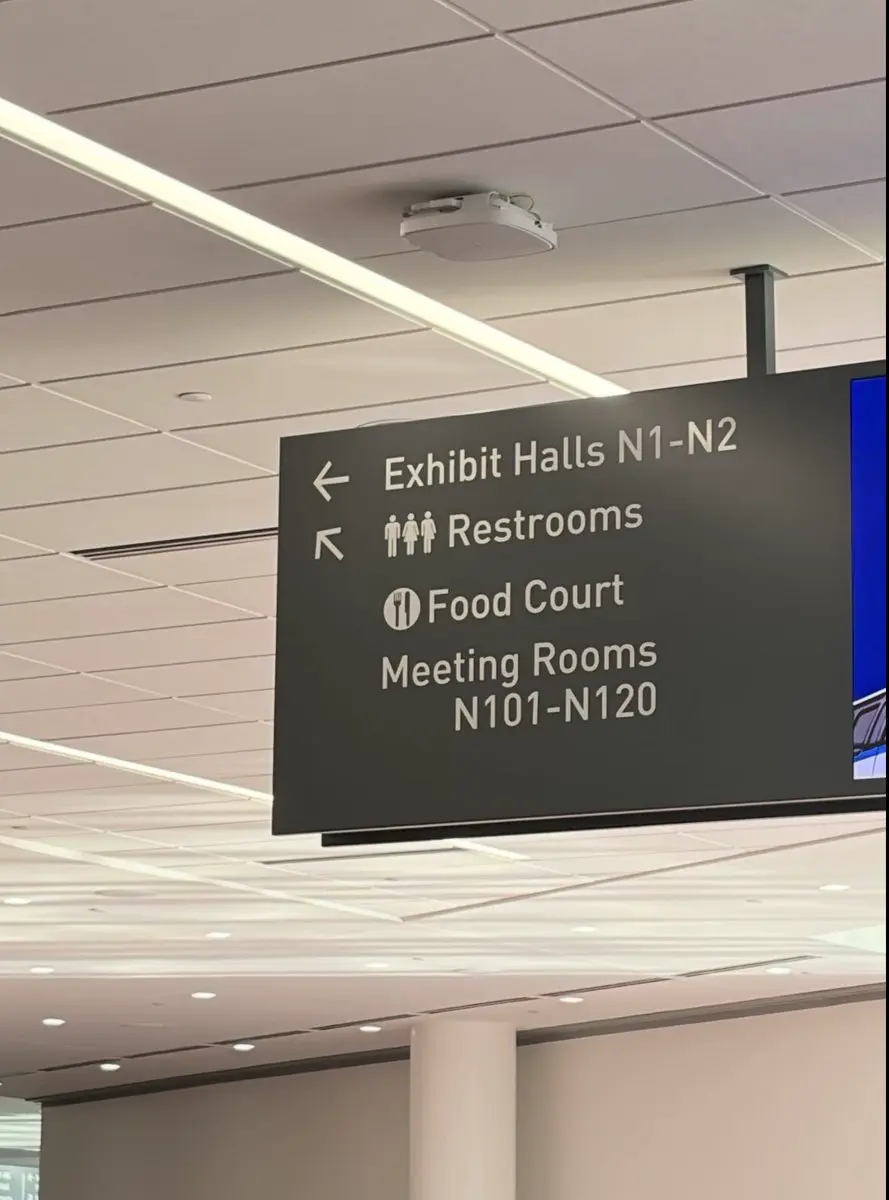 ← Exhibit Halls N1-N2
↖ Restrooms
Food Court
Meeting Rooms
N101-N120